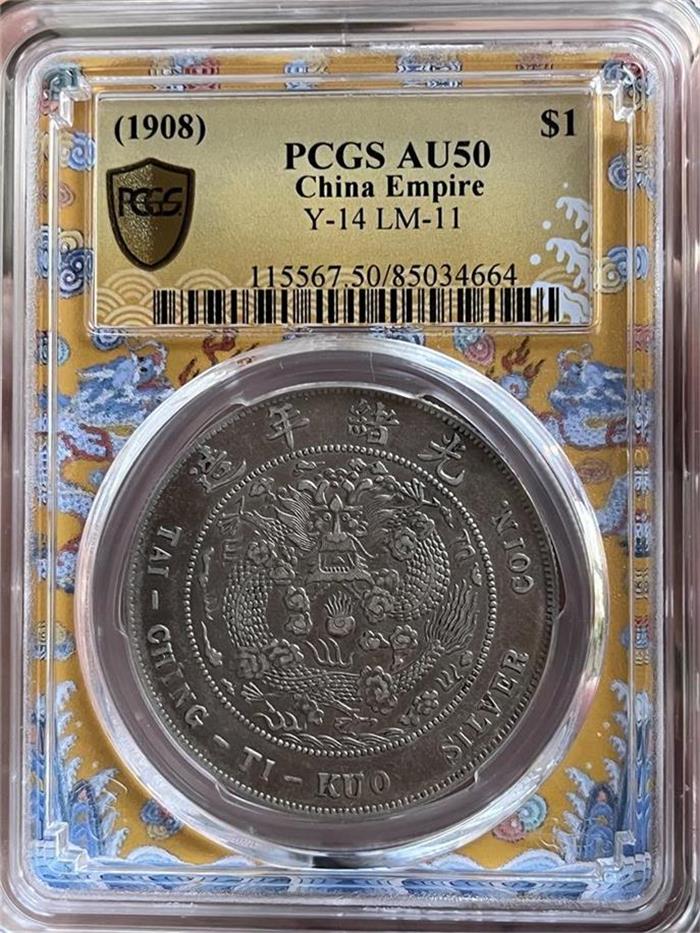 (1908)
$1
PCGS AU50
China Empire
Y-14 LM-11
PCGS
115567.50/85034664
光緒年造
TAI - CHING - TI - KUO SILVER COIN.